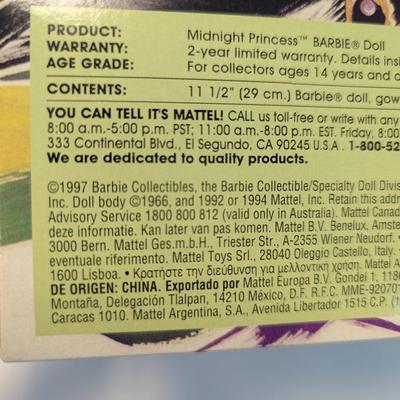 PRODUCT: Midnight Princess™ BARBIE® Doll
WARRANTY: 2-year limited warranty. Details insi
AGE GRADE: For collectors ages 14 years and o
CONTENTS: 11 1/2" (29 cm.) Barbie® doll, gow
YOU CAN TELL IT'S MATTEL! CALL us toll-free or write with any
8:00 a.m.-5:00 p.m. PST; 11:00 a.m.-8:00 p.m. EST. Friday, 8:00
333 Continental Blvd., El Segundo, CA 90245 U.S.A. 1-800-52
We are dedicated to quality products.
©1997 Barbie Collectibles, the Barbie Collectible/Specialty Doll Divis
Inc. Doll body ©1966, and 1992 or 1994 Mattel, Inc. Retain this addre
Advisory Service 1800 800 812 (valid only in Australia). Mattel Canad
deze informatie. Kan later van pas komen. Mattel B.V. Benelux, Amste
3000 Bern. Mattel Ges.m.b.H., Triester Str., A-2355 Wiener Neudorf. •
eventuale riferimento. Mattel Toys Srl., 28040 Oleggio Castello, Italy.
1600 Lisboa. • Κρατήστε την διεύθυνση για μελλοντική χρήση. Mattel A
DE ORIGEN: CHINA. Exportado por Mattel Europa B.V. Gondel 1, 118
Montaña, Delegación Tlalpan, 14210 México, D.F. R.F.C. MME-92070
Caracas 1010. Mattel Argentina, S.A., Avenida Libertador 1515 C.P. (1